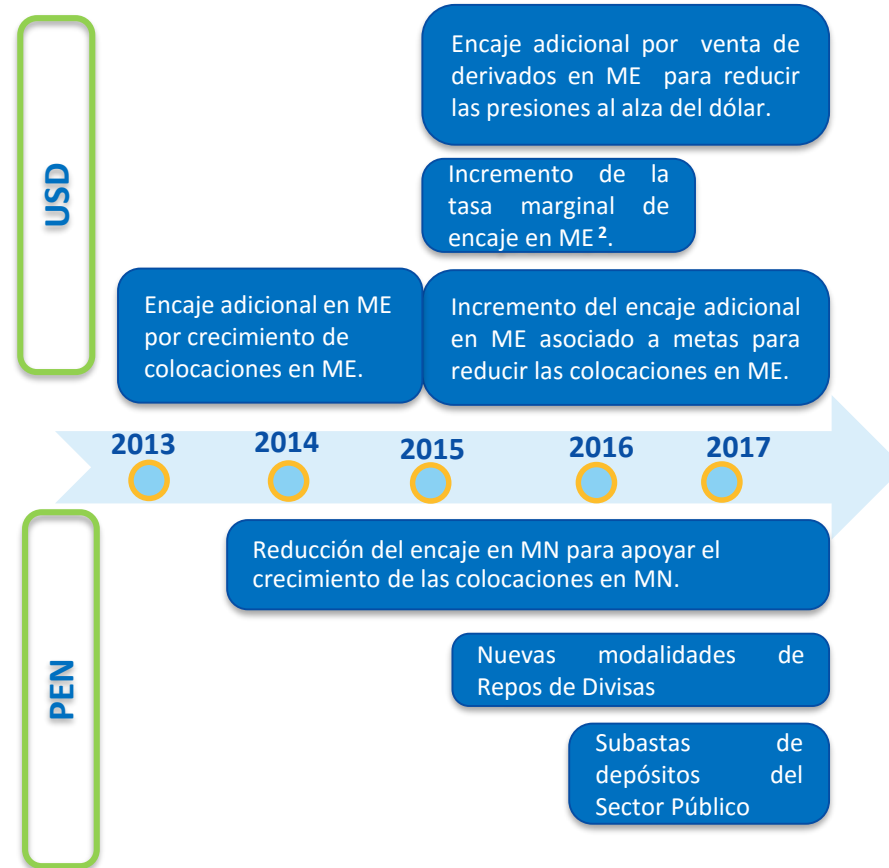 USD
Encaje adicional por venta de
derivados en ME para reducir
las presiones al alza del dólar.
Incremento de la
tasa marginal de
encaje en ME ².
Encaje adicional en ME
por crecimiento de
colocaciones en ME.
Incremento del encaje adicional
en ME asociado a metas para
reducir las colocaciones en ME.
2013 2014 2015 2016 2017
PEN
Reducción del encaje en MN para apoyar el
crecimiento de las colocaciones en MN.
Nuevas modalidades de
Repos de Divisas
Subastas de
depósitos del
Sector Público